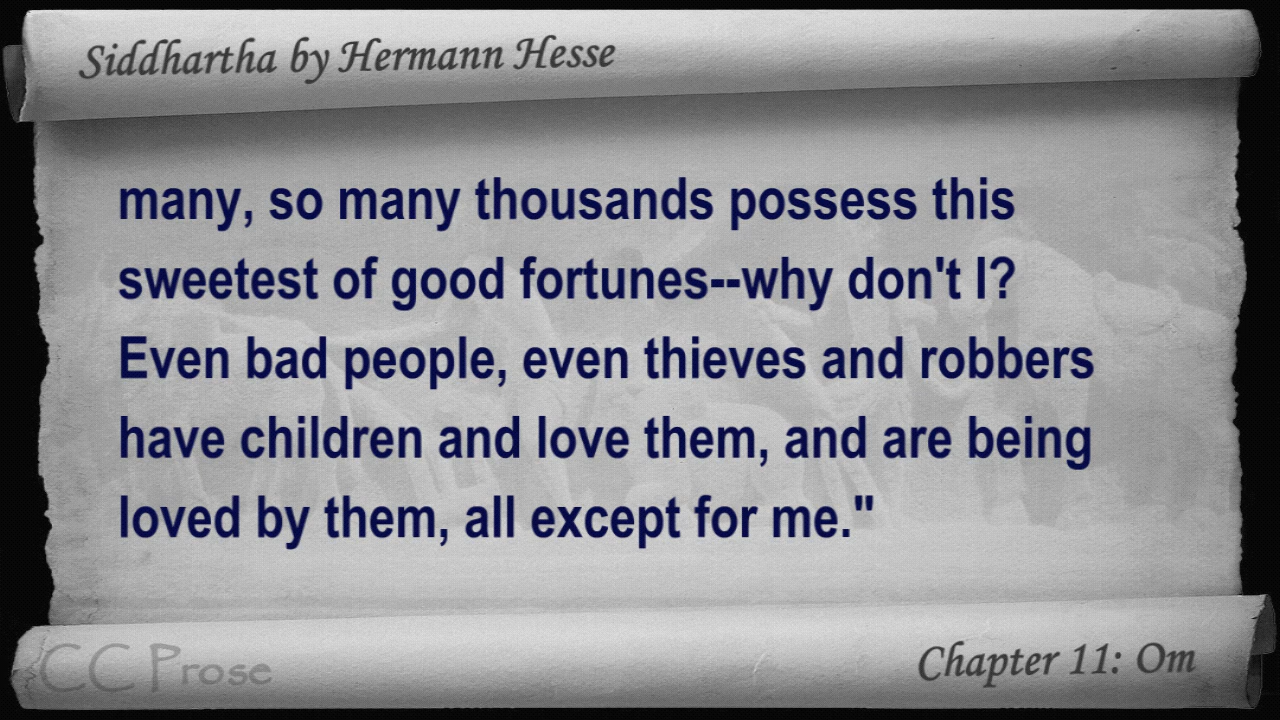 Siddhartha by Hermann Hesse
many, so many thousands possess this
sweetest of good fortunes--why don't I?
Even bad people, even thieves and robbers
have children and love them, and are being
loved by them, all except for me."
CC Prose
Chapter 11: Om